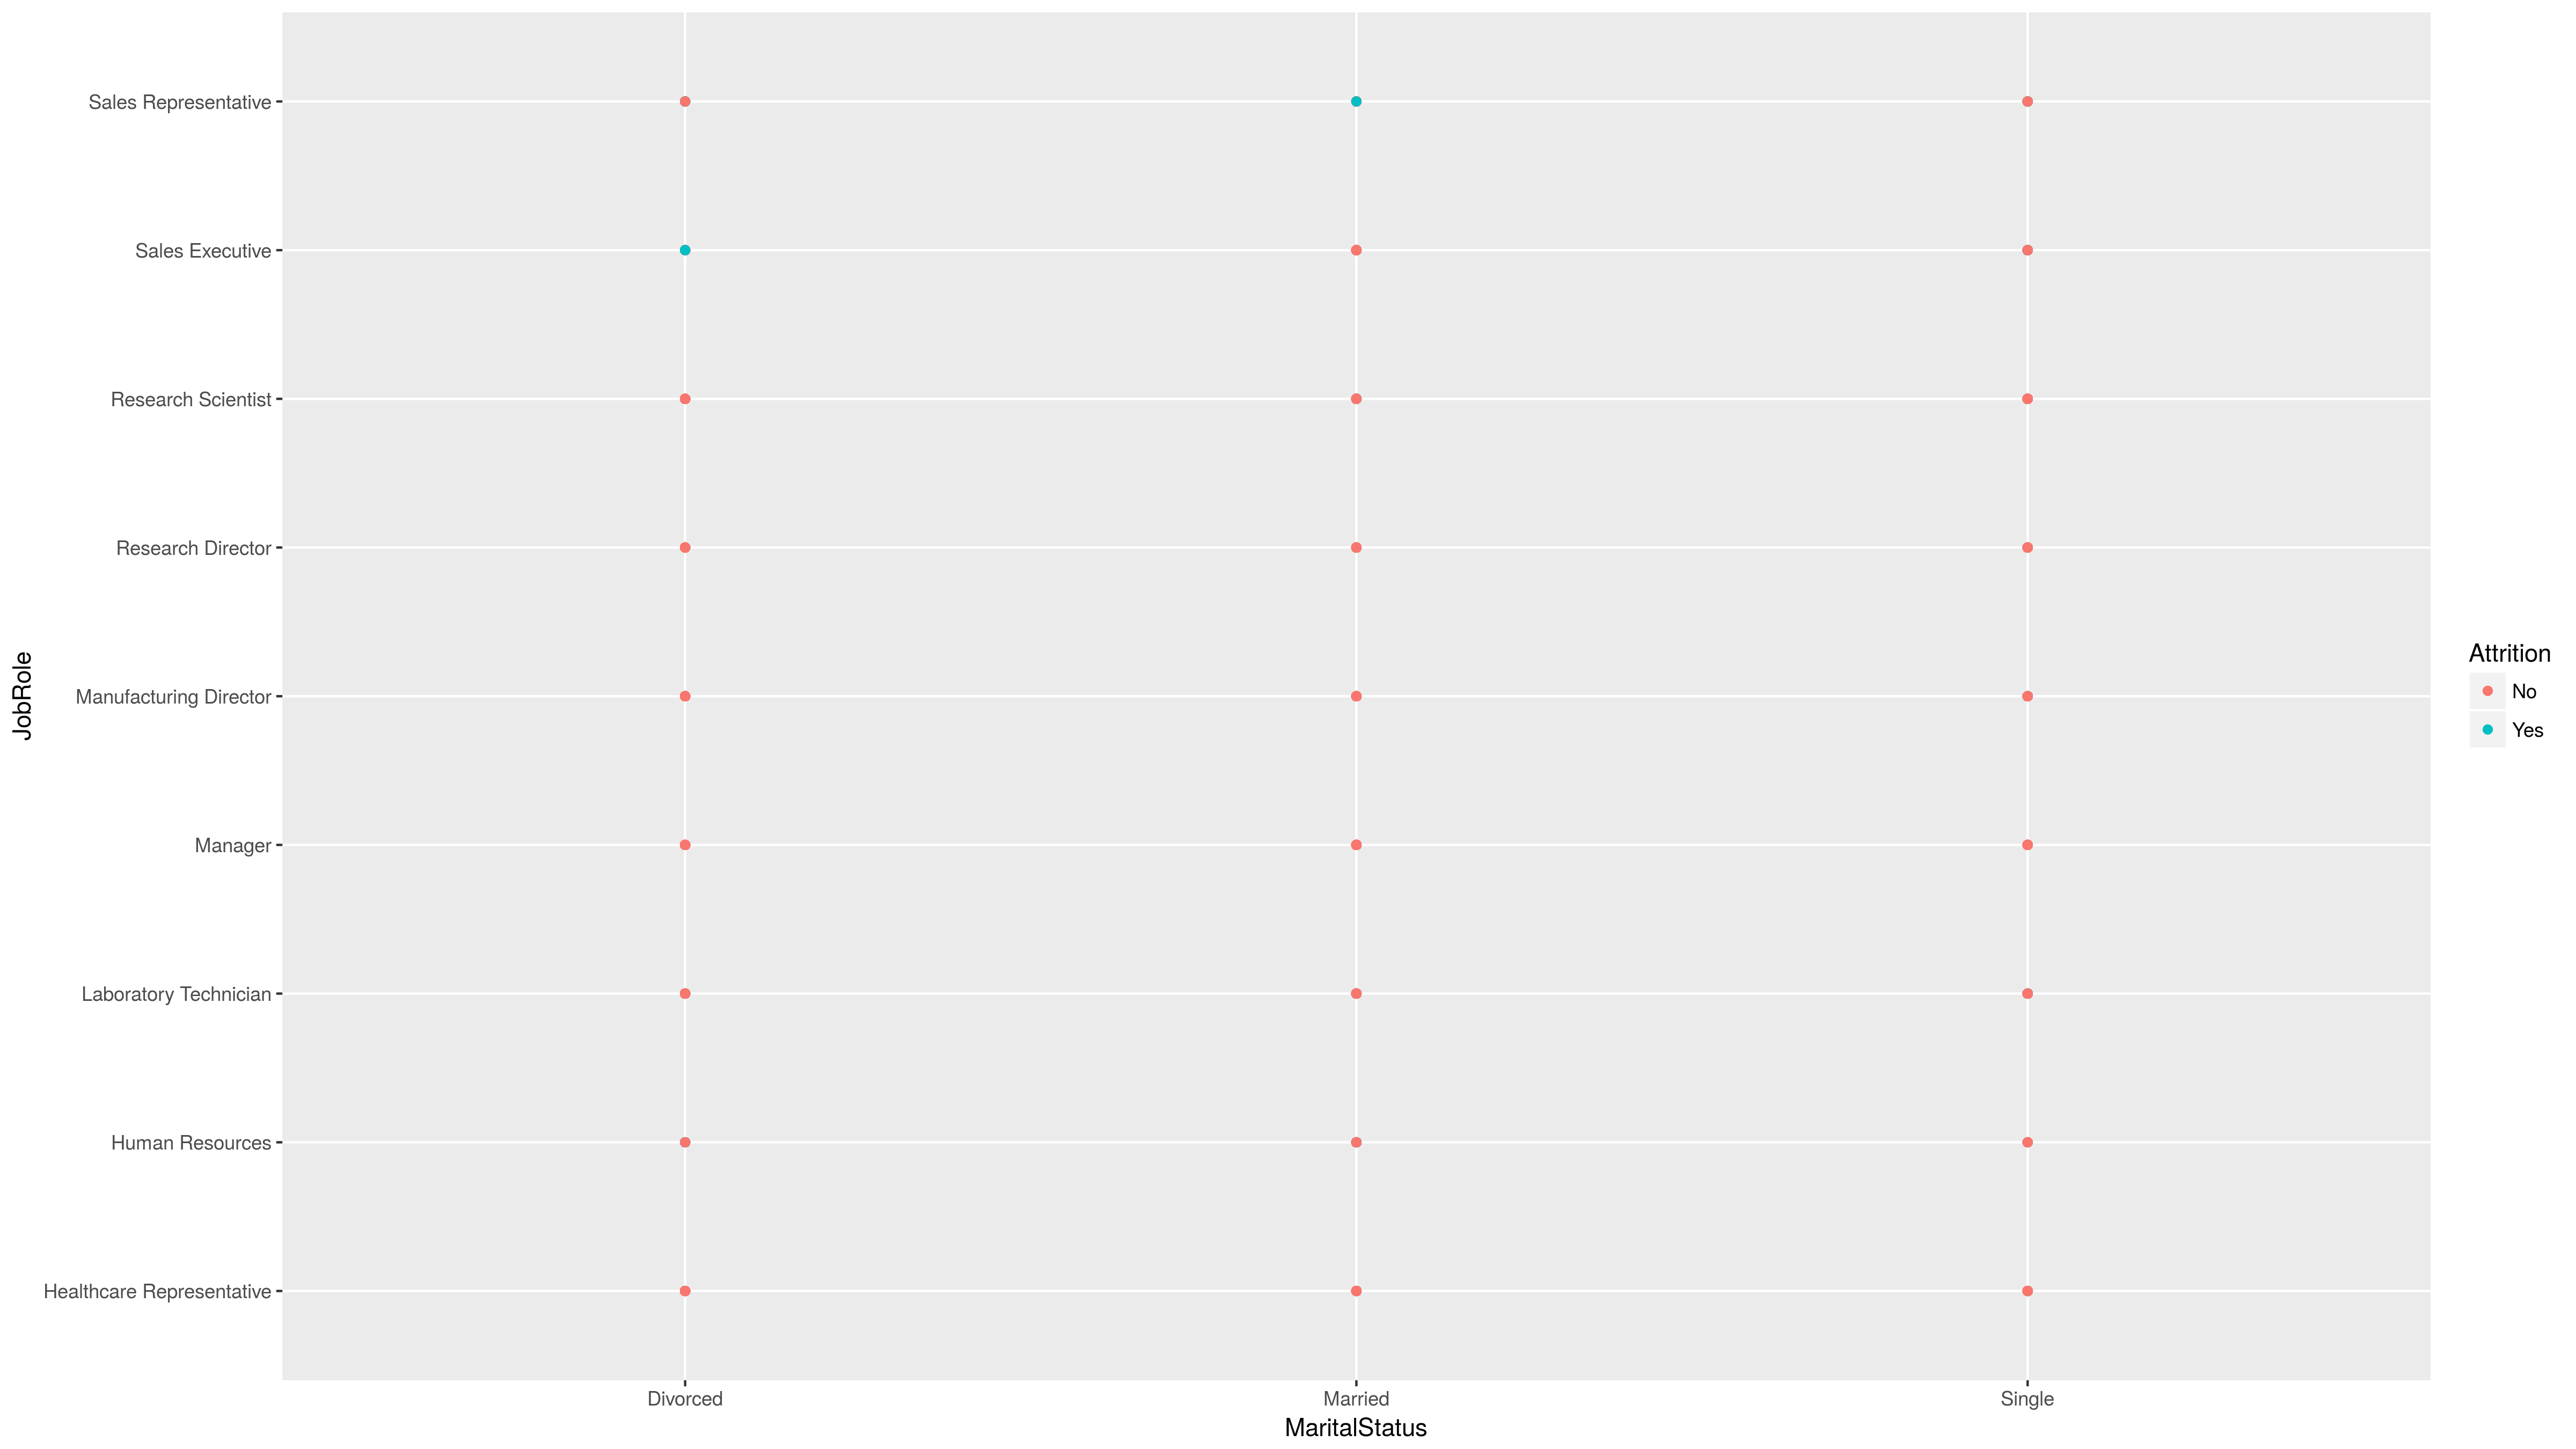 JobRole
Sales Representative
Sales Executive
Research Scientist
Research Director
Manufacturing Director
Manager
Laboratory Technician
Human Resources
Healthcare Representative
Divorced
Married
Single
MaritalStatus
Attrition
No
Yes